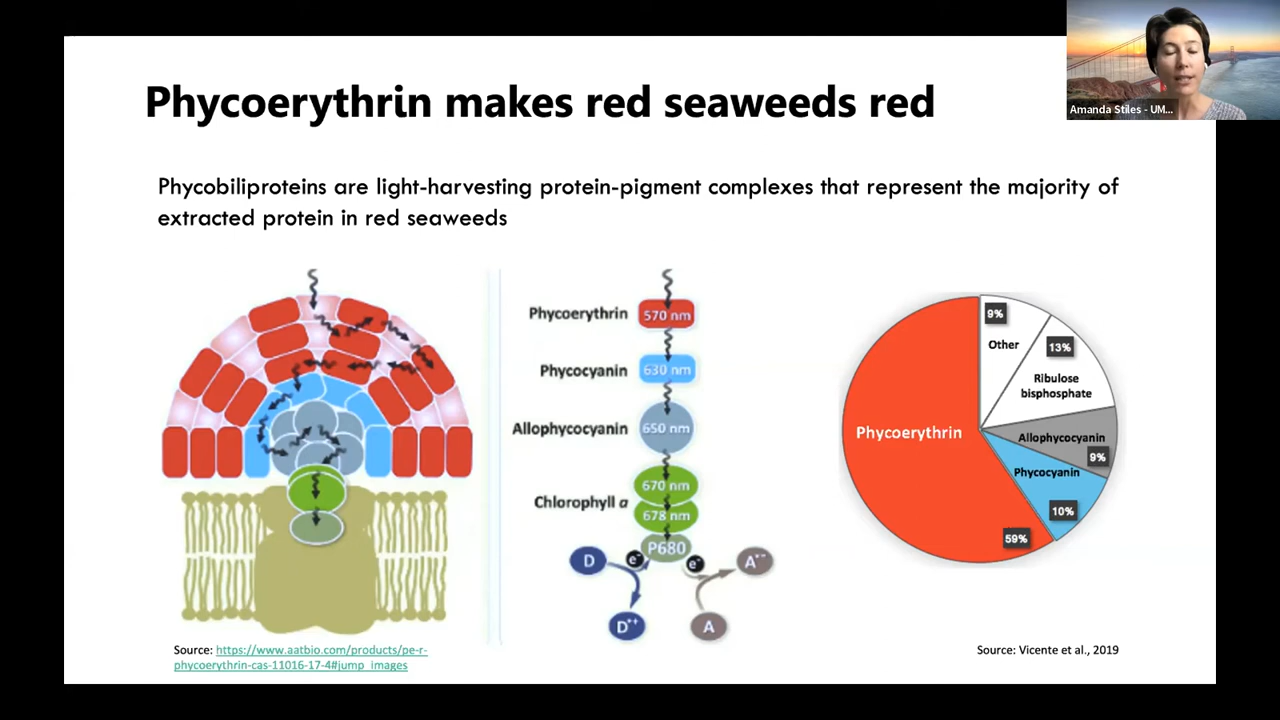 Phycoerythrin makes red seaweeds red
Amanda Stiles - UM...
Phycobiliproteins are light-harvesting protein-pigment complexes that represent the majority of
extracted protein in red seaweeds
Phycoerythrin
570 nm
Phycocyanin
630 nm
Allophycocyanin
650 nm
Chlorophyll a
670 nm
678 nm
P680
D
e⁻
e⁻
A•⁻
D•⁺
A
Phycoerythrin
59%
9%
Other
13%
Ribulose
bisphosphate
Allophycocyanin
9%
Phycocyanin
10%
Source: https://www.aatbio.com/products/pe-r-
phycoerythrin-cas-11016-17-4#jump_images
Source: Vicente et al., 2019